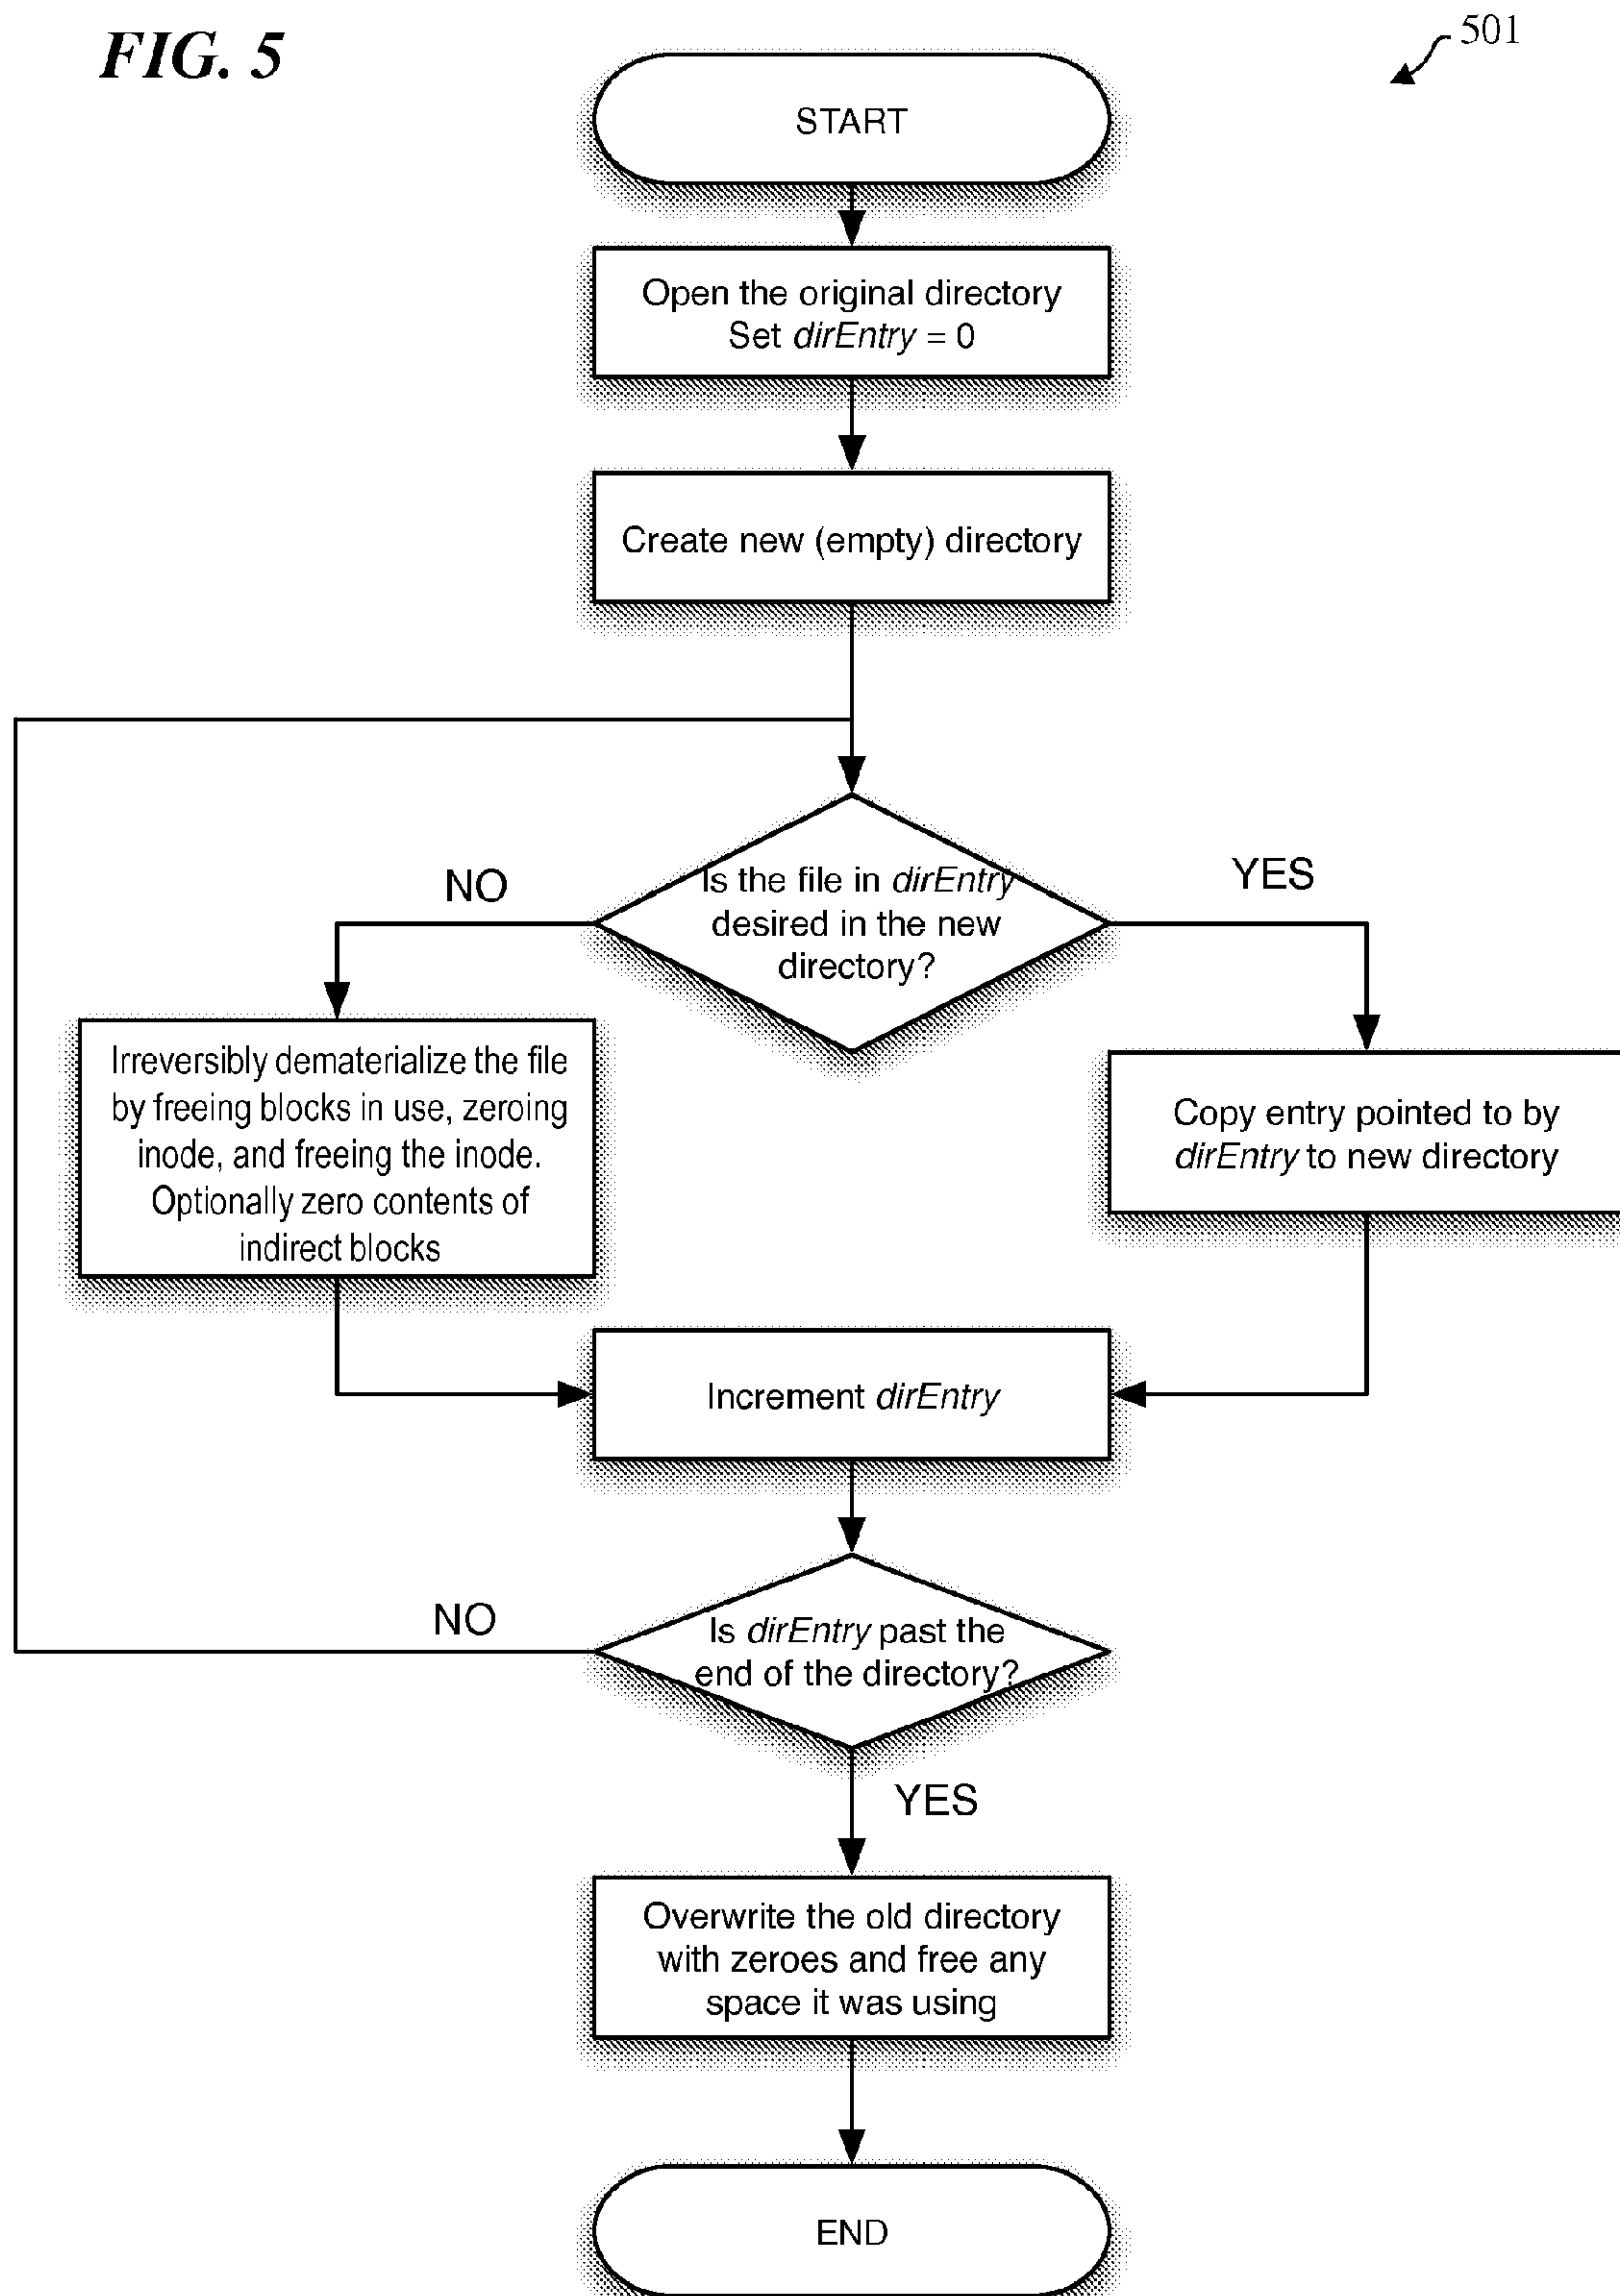 FIG. 5
501
START
Open the original directory
Set dirEntry = 0
Create new (empty) directory
Is the file in dirEntry
desired in the new
directory?
NO
YES
Irreversibly dematerialize the file
by freeing blocks in use, zeroing
inode, and freeing the inode.
Optionally zero contents of
indirect blocks
Copy entry pointed to by
dirEntry to new directory
Increment dirEntry
Is dirEntry past the
end of the directory?
NO
YES
Overwrite the old directory
with zeroes and free any
space it was using
END